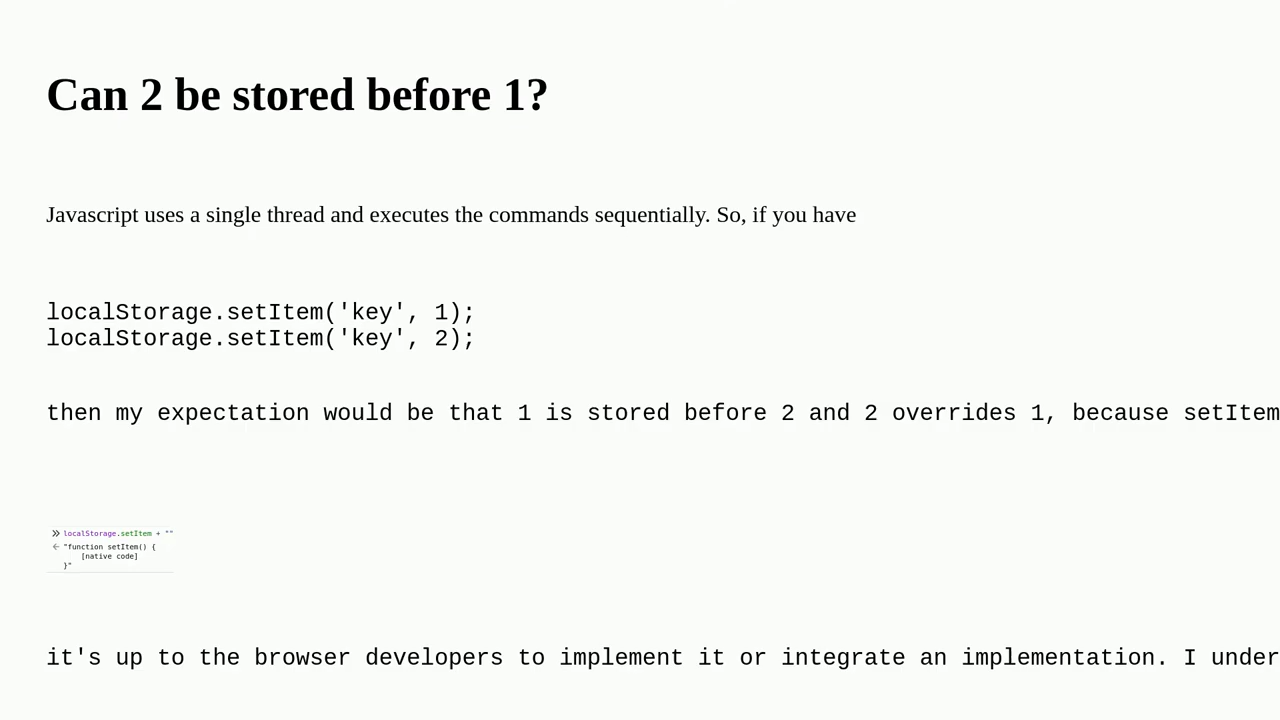 Can 2 be stored before 1?
Javascript uses a single thread and executes the commands sequentially. So, if you have
localStorage.setItem('key', 1);
localStorage.setItem('key', 2);
then my expectation would be that 1 is stored before 2 and 2 overrides 1, because setItem
» localStorage.setItem + ""
← "function setItem() {
[native code]
}"
it's up to the browser developers to implement it or integrate an implementation. I under